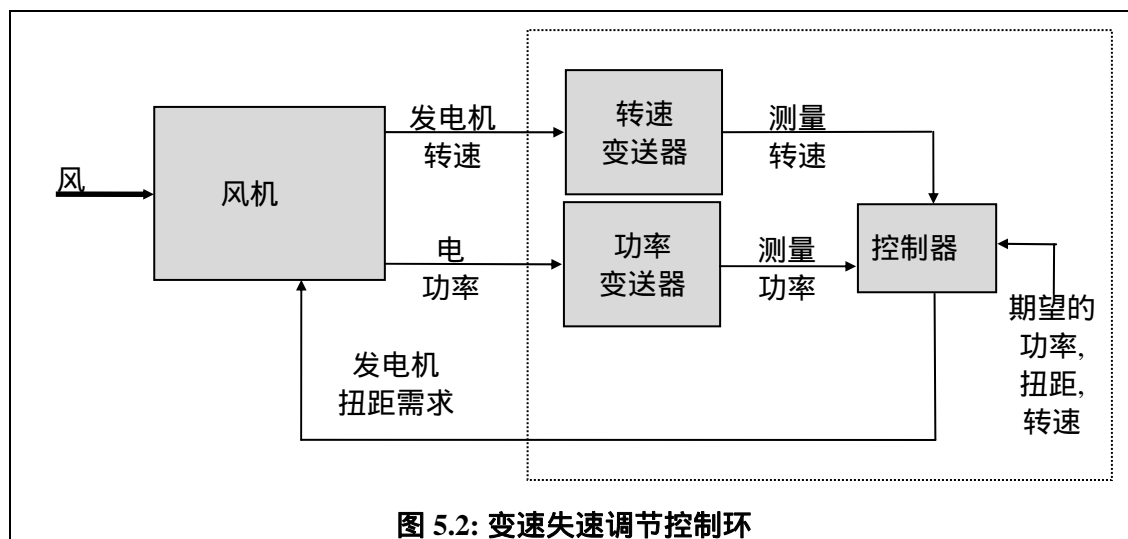 风
风机
发电机
转速
转速
变送器
测量
转速
电
功率
功率
变送器
测量
功率
控制器
期望的
功率,
扭距,
转速
发电机
扭距需求
图 5.2: 变速失速调节控制环